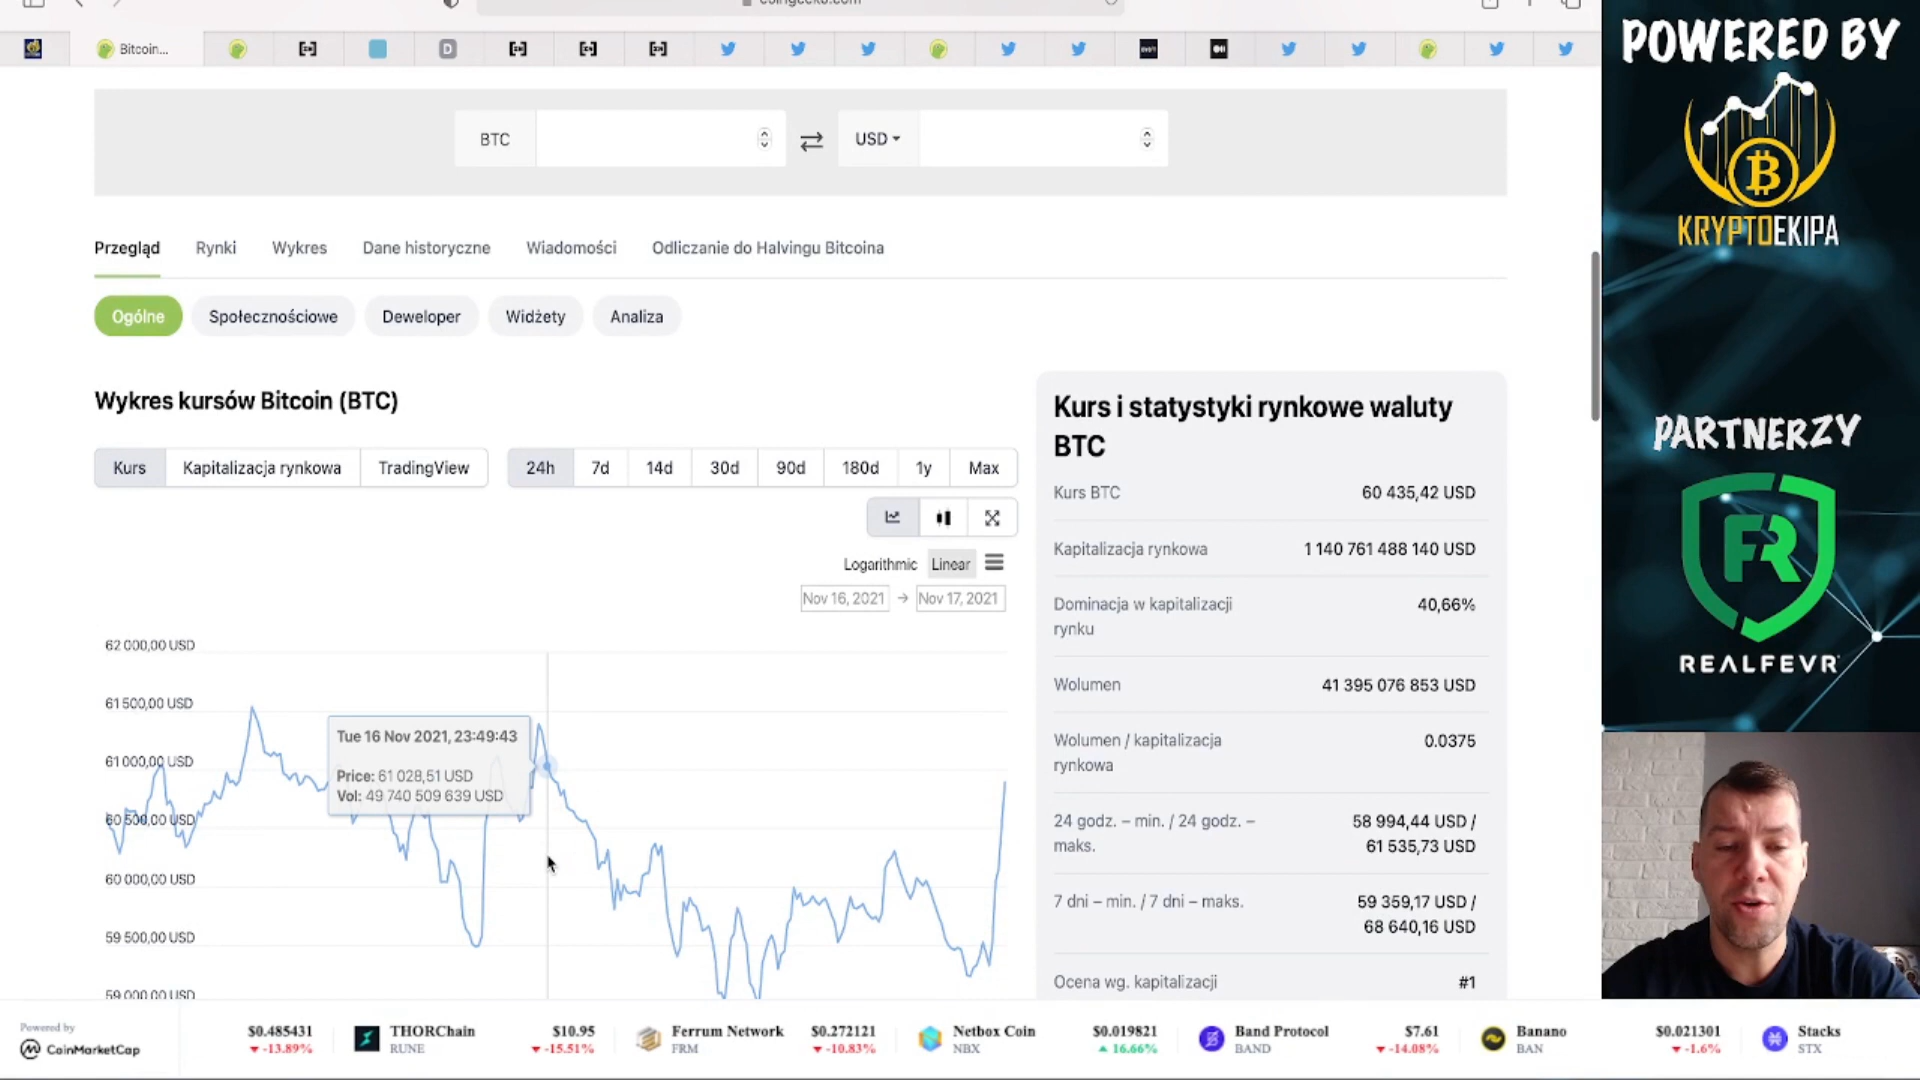 coingecko.com
Bitcoin...
BTC
USD
Przegląd
Rynki
Wykres
Dane historyczne
Wiadomości
Odliczanie do Halvingu Bitcoina
Ogólne
Społecznościowe
Deweloper
Widżety
Analiza
Wykres kursów Bitcoin (BTC)
Kurs
Kapitalizacja rynkowa
TradingView
24h
7d
14d
30d
90d
180d
1y
Max
Logarithmic
Linear
Nov 16, 2021 → Nov 17, 2021
62 000,00 USD
61 500,00 USD
61 000,00 USD
60 500,00 USD
60 000,00 USD
59 500,00 USD
59 000,00 USD
Tue 16 Nov 2021, 23:49:43
Price: 61 028,51 USD
Vol: 49 740 509 639 USD
Kurs i statystyki rynkowe waluty
BTC
Kurs BTC 60 435,42 USD
Kapitalizacja rynkowa 1 140 761 488 140 USD
Dominacja w kapitalizacji 40,66%
rynku
Wolumen 41 395 076 853 USD
Wolumen / kapitalizacja 0.0375
rynkowa
24 godz. – min. / 24 godz. – 58 994,44 USD /
maks. 61 535,73 USD
7 dni – min. / 7 dni – maks. 59 359,17 USD /
68 640,16 USD
Ocena wg. kapitalizacji #1
POWERED BY
KRYPTOEKIPA
PARTNERZY
FR
REALFEVR
Powered by
CoinMarketCap
$0.485431
-13.89%
THORChain $10.95
RUNE -15.51%
Ferrum Network $0.272121
FRM -10.83%
Netbox Coin $0.019821
NBX 16.66%
Band Protocol $7.61
BAND -14.08%
Banano $0.021301
BAN -1.6%
Stacks
STX